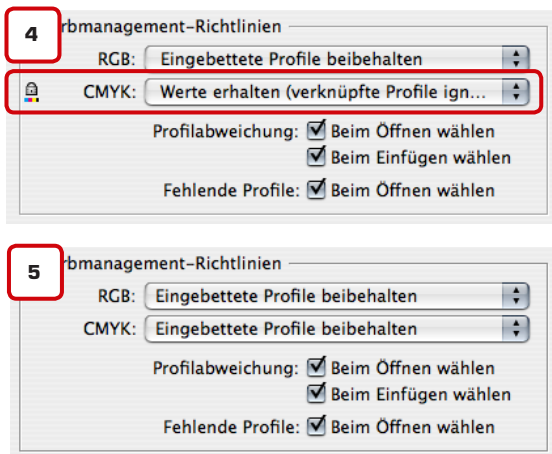 4
rbmanagement-Richtlinien
RGB: Eingebettete Profile beibehalten
CMYK: Werte erhalten (verknüpfte Profile ign...
Profilabweichung: Beim Öffnen wählen
Beim Einfügen wählen
Fehlende Profile: Beim Öffnen wählen
5
rbmanagement-Richtlinien
RGB: Eingebettete Profile beibehalten
CMYK: Eingebettete Profile beibehalten
Profilabweichung: Beim Öffnen wählen
Beim Einfügen wählen
Fehlende Profile: Beim Öffnen wählen